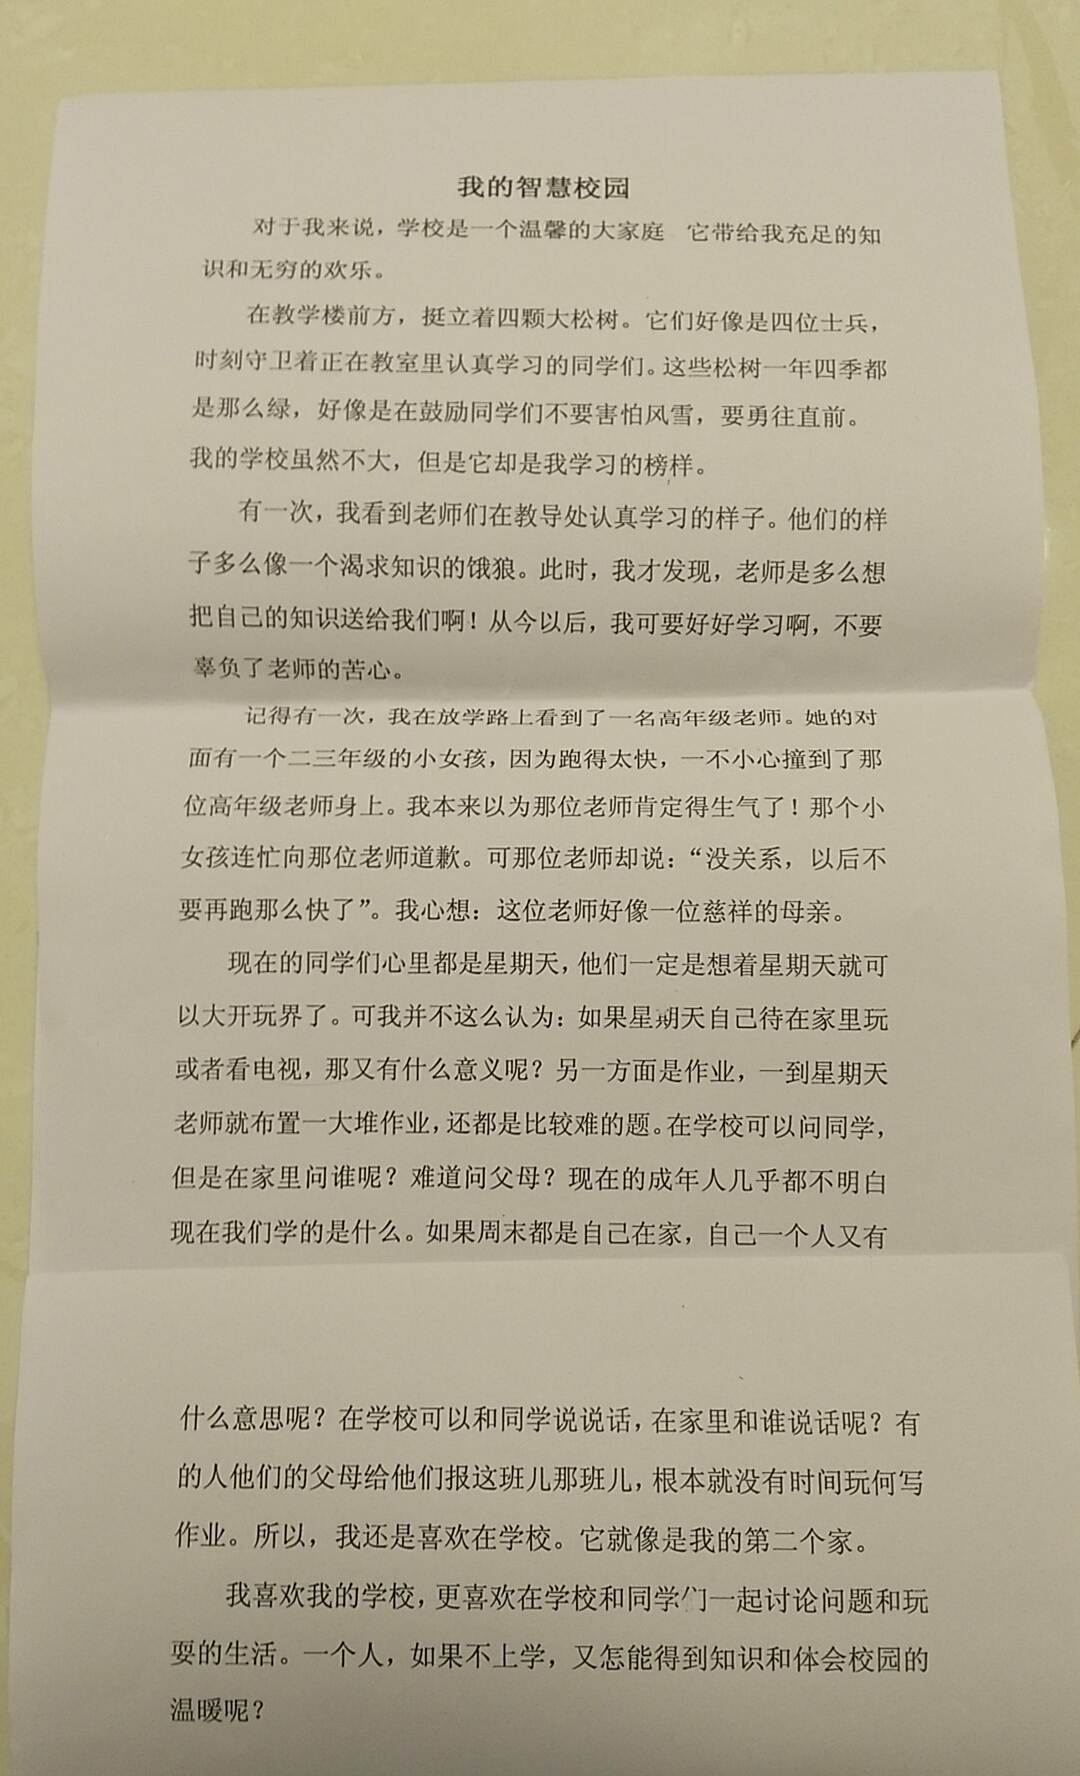 我的智慧校园
对于我来说，学校是一个温馨的大家庭 它带给我充足的知
识和无穷的欢乐。
在教学楼前方，挺立着四颗大松树。它们好像是四位士兵，
时刻守卫着正在教室里认真学习的同学们。这些松树一年四季都
是那么绿，好像是在鼓励同学们不要害怕风雪，要勇往直前。
我的学校虽然不大，但是它却是我学习的榜样。
有一次，我看到老师们在教导处认真学习的样子。他们的样
子多么像一个渴求知识的饿狼。此时，我才发现，老师是多么想
把自己的知识送给我们啊！从今以后，我可要好好学习啊，不要
辜负了老师的苦心。
记得有一次，我在放学路上看到了一名高年级老师。她的对
面有一个二三年级的小女孩，因为跑得太快，一不小心撞到了那
位高年级老师身上。我本来以为那位老师肯定得生气了！那个小
女孩连忙向那位老师道歉。可那位老师却说：“没关系，以后不
要再跑那么快了”。我心想：这位老师好像一位慈祥的母亲。
现在的同学们心里都是星期天，他们一定是想着星期天就可
以大开玩界了。可我并不这么认为：如果星期天自己待在家里玩
或者看电视，那又有什么意义呢？另一方面是作业，一到星期天
老师就布置一大堆作业，还都是比较难的题。在学校可以问同学，
但是在家里问谁呢？难道问父母？现在的成年人几乎都不明白
现在我们学的是什么。如果周末都是自己在家，自己一个人又有
什么意思呢？在学校可以和同学说说话，在家里和谁说话呢？有
的人他们的父母给他们报这班儿那班儿，根本就没有时间玩何写
作业。所以，我还是喜欢在学校。它就像是我的第二个家。
我喜欢我的学校，更喜欢在学校和同学们一起讨论问题和玩
耍的生活。一个人，如果不上学，又怎能得到知识和体会校园的
温暖呢？